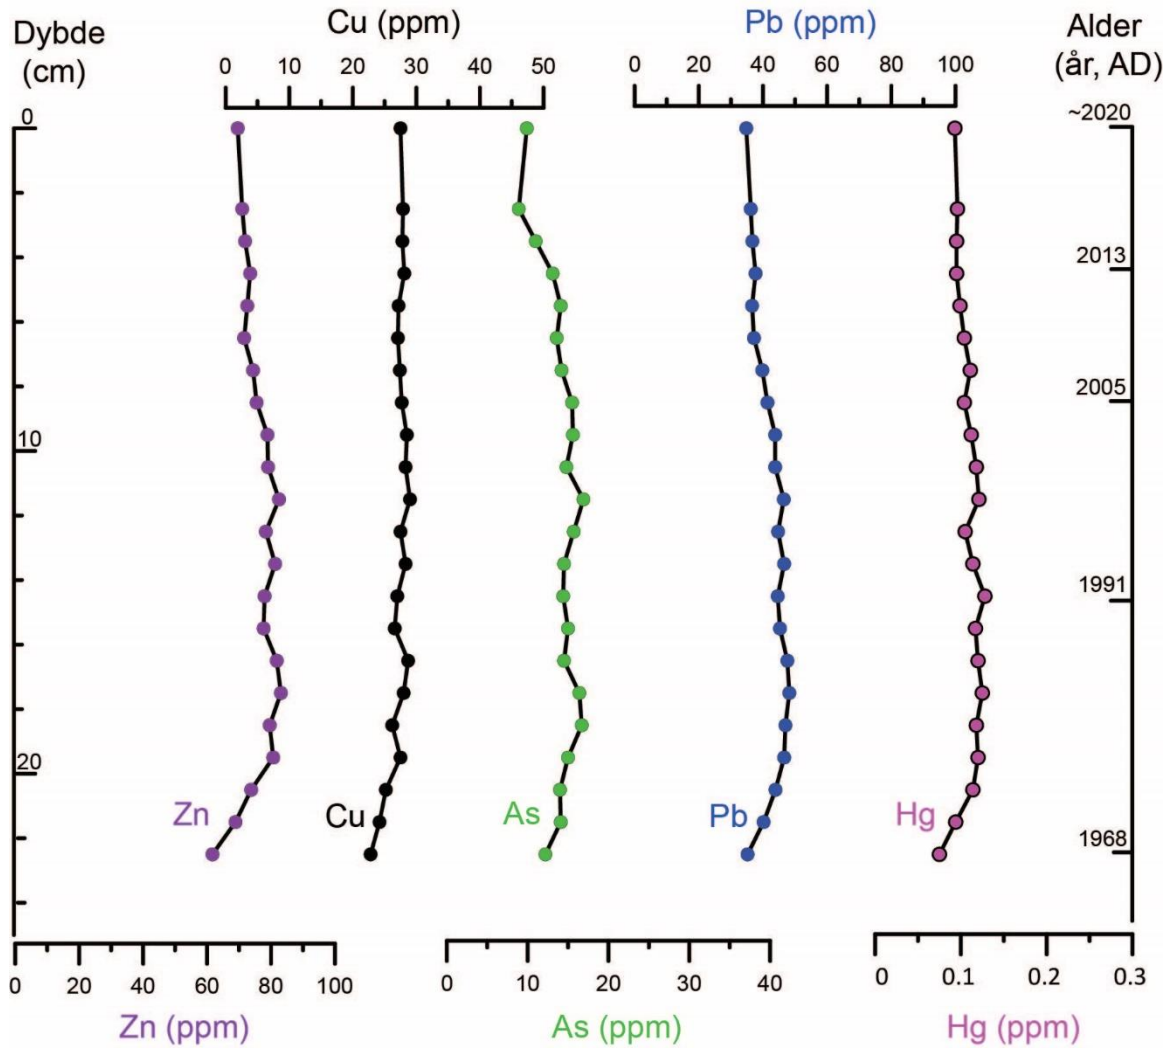 Dybde
(cm)
Cu (ppm)
0 10 20 30 40 50
Pb (ppm)
0 20 40 60 80 100
Alder
(år, AD)
0
10
20
~2020
2013
2005
1991
1968
Zn
Cu
As
Pb
Hg
0 20 40 60 80 100
Zn (ppm)
0 10 20 30 40
As (ppm)
0 0.1 0.2 0.3
Hg (ppm)